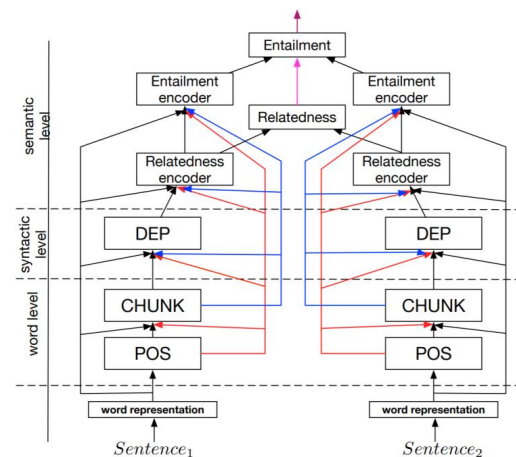 Entailment
Entailment
encoder
Entailment
encoder
Relatedness
semantic
level
Relatedness
encoder
Relatedness
encoder
syntactic
level
DEP
DEP
word level
CHUNK
CHUNK
POS
POS
word representation
word representation
Sentence₁
Sentence₂